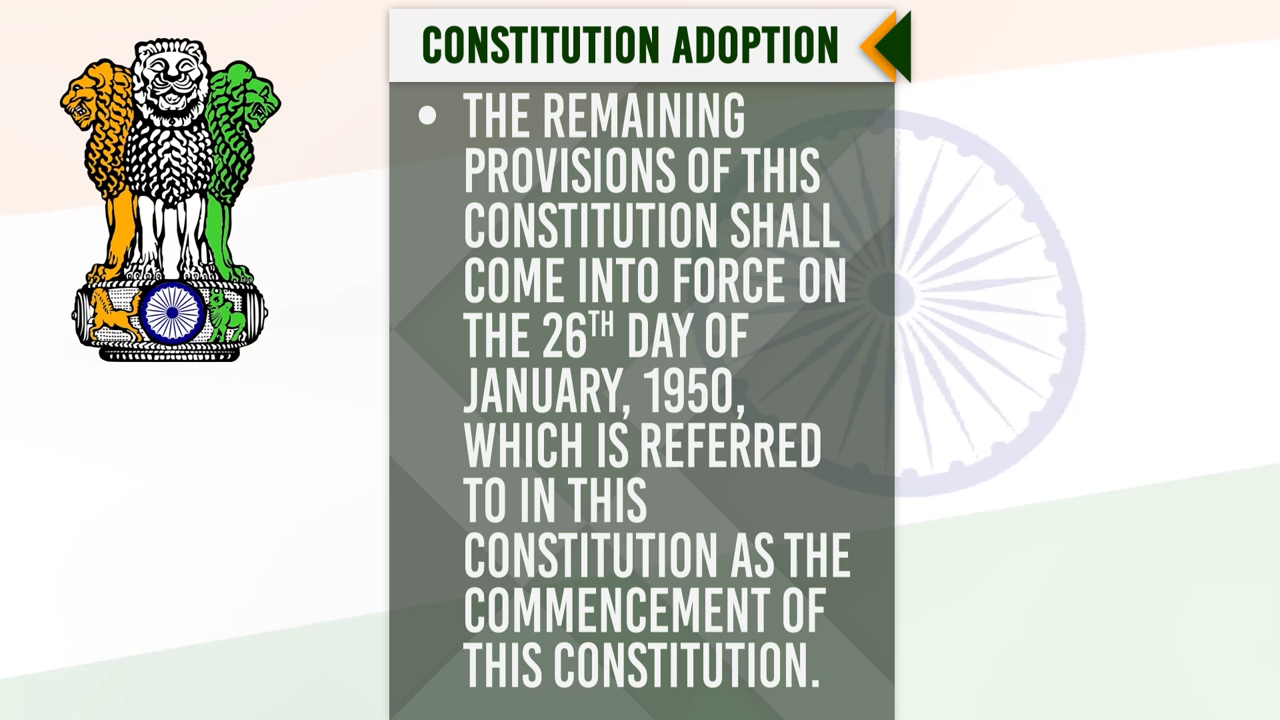 CONSTITUTION ADOPTION
• THE REMAINING
PROVISIONS OF THIS
CONSTITUTION SHALL
COME INTO FORCE ON
THE 26TH DAY OF
JANUARY, 1950,
WHICH IS REFERRED
TO IN THIS
CONSTITUTION AS THE
COMMENCEMENT OF
THIS CONSTITUTION.